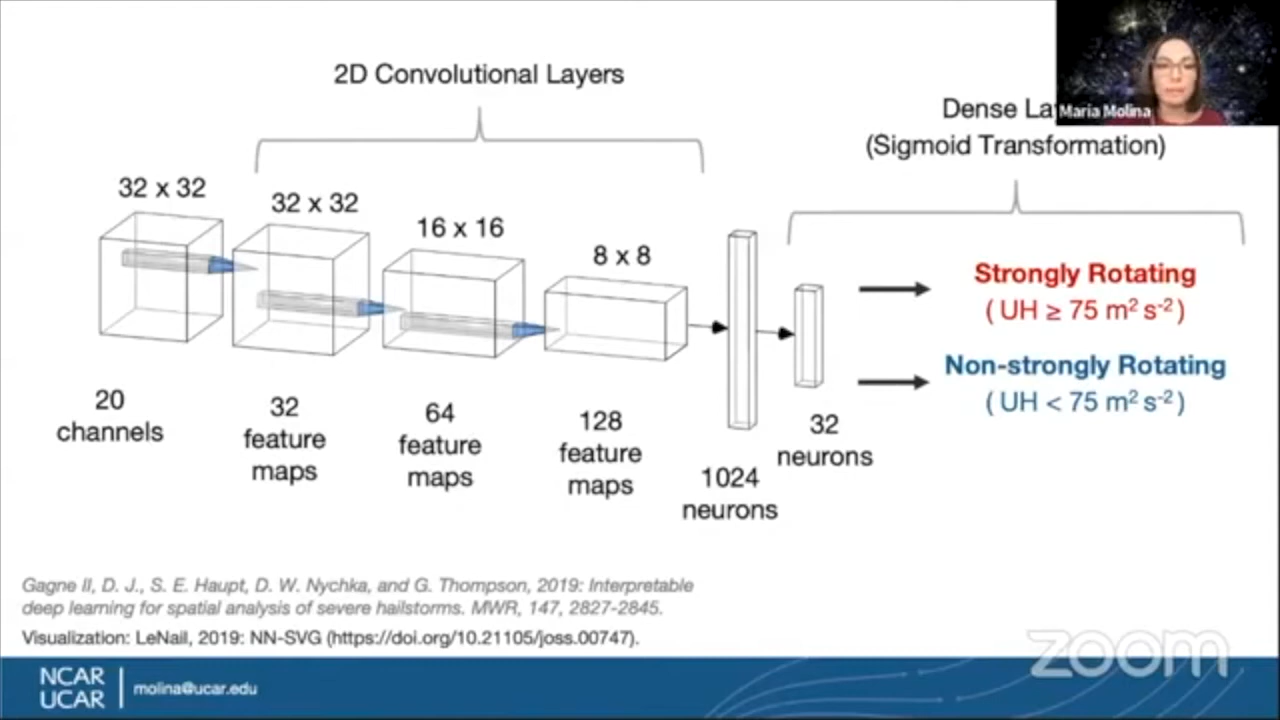 2D Convolutional Layers
Dense La
Maria Molina
(Sigmoid Transformation)
32 x 32
32 x 32
16 x 16
8 x 8
Strongly Rotating
( UH ≥ 75 m² s⁻² )
Non-strongly Rotating
( UH < 75 m² s⁻² )
20
channels
32
feature
maps
64
feature
maps
128
feature
maps
1024
neurons
32
neurons
Gagne II, D. J., S. E. Haupt, D. W. Nychka, and G. Thompson, 2019: Interpretable
deep learning for spatial analysis of severe hailstorms. MWR, 147, 2827-2845.
Visualization: LeNail, 2019: NN-SVG (https://doi.org/10.21105/joss.00747).
NCAR
UCAR
molina@ucar.edu
zoom